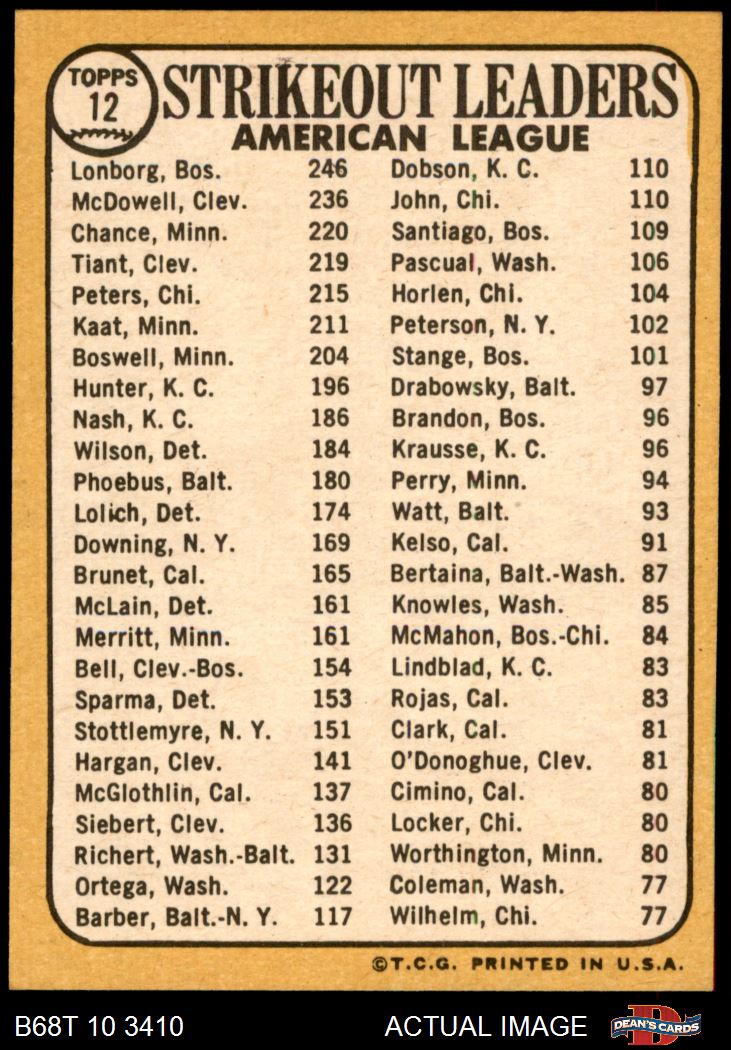 TOPPS
12
STRIKEOUT LEADERS
AMERICAN LEAGUE
Lonborg, Bos. 246
McDowell, Clev. 236
Chance, Minn. 220
Tiant, Clev. 219
Peters, Chi. 215
Kaat, Minn. 211
Boswell, Minn. 204
Hunter, K. C. 196
Nash, K. C. 186
Wilson, Det. 184
Phoebus, Balt. 180
Lolich, Det. 174
Downing, N. Y. 169
Brunet, Cal. 165
McLain, Det. 161
Merritt, Minn. 161
Bell, Clev.-Bos. 154
Sparma, Det. 153
Stottlemyre, N. Y. 151
Hargan, Clev. 141
McGlothlin, Cal. 137
Siebert, Clev. 136
Richert, Wash.-Balt. 131
Ortega, Wash. 122
Barber, Balt.-N. Y. 117
Dobson, K. C. 110
John, Chi. 110
Santiago, Bos. 109
Pascual, Wash. 106
Horlen, Chi. 104
Peterson, N. Y. 102
Stange, Bos. 101
Drabowsky, Balt. 97
Brandon, Bos. 96
Krausse, K. C. 96
Perry, Minn. 94
Watt, Balt. 93
Kelso, Cal. 91
Bertaina, Balt.-Wash. 87
Knowles, Wash. 85
McMahon, Bos.-Chi. 84
Lindblad, K. C. 83
Rojas, Cal. 83
Clark, Cal. 81
O'Donoghue, Clev. 81
Cimino, Cal. 80
Locker, Chi. 80
Worthington, Minn. 80
Coleman, Wash. 77
Wilhelm, Chi. 77
©T.C.G. PRINTED IN U.S.A.
B68T 10 3410
ACTUAL IMAGE
D
DEAN'S CARDS